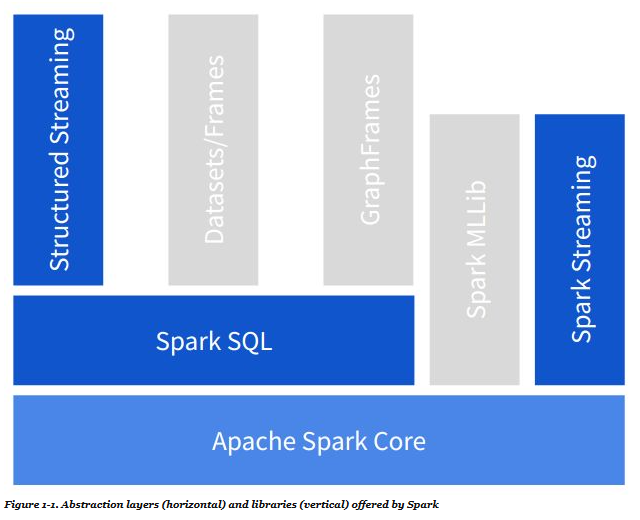 Structured Streaming
Datasets/Frames
GraphFrames
Spark MLLib
Spark Streaming
Spark SQL
Apache Spark Core
Figure 1-1. Abstraction layers (horizontal) and libraries (vertical) offered by Spark